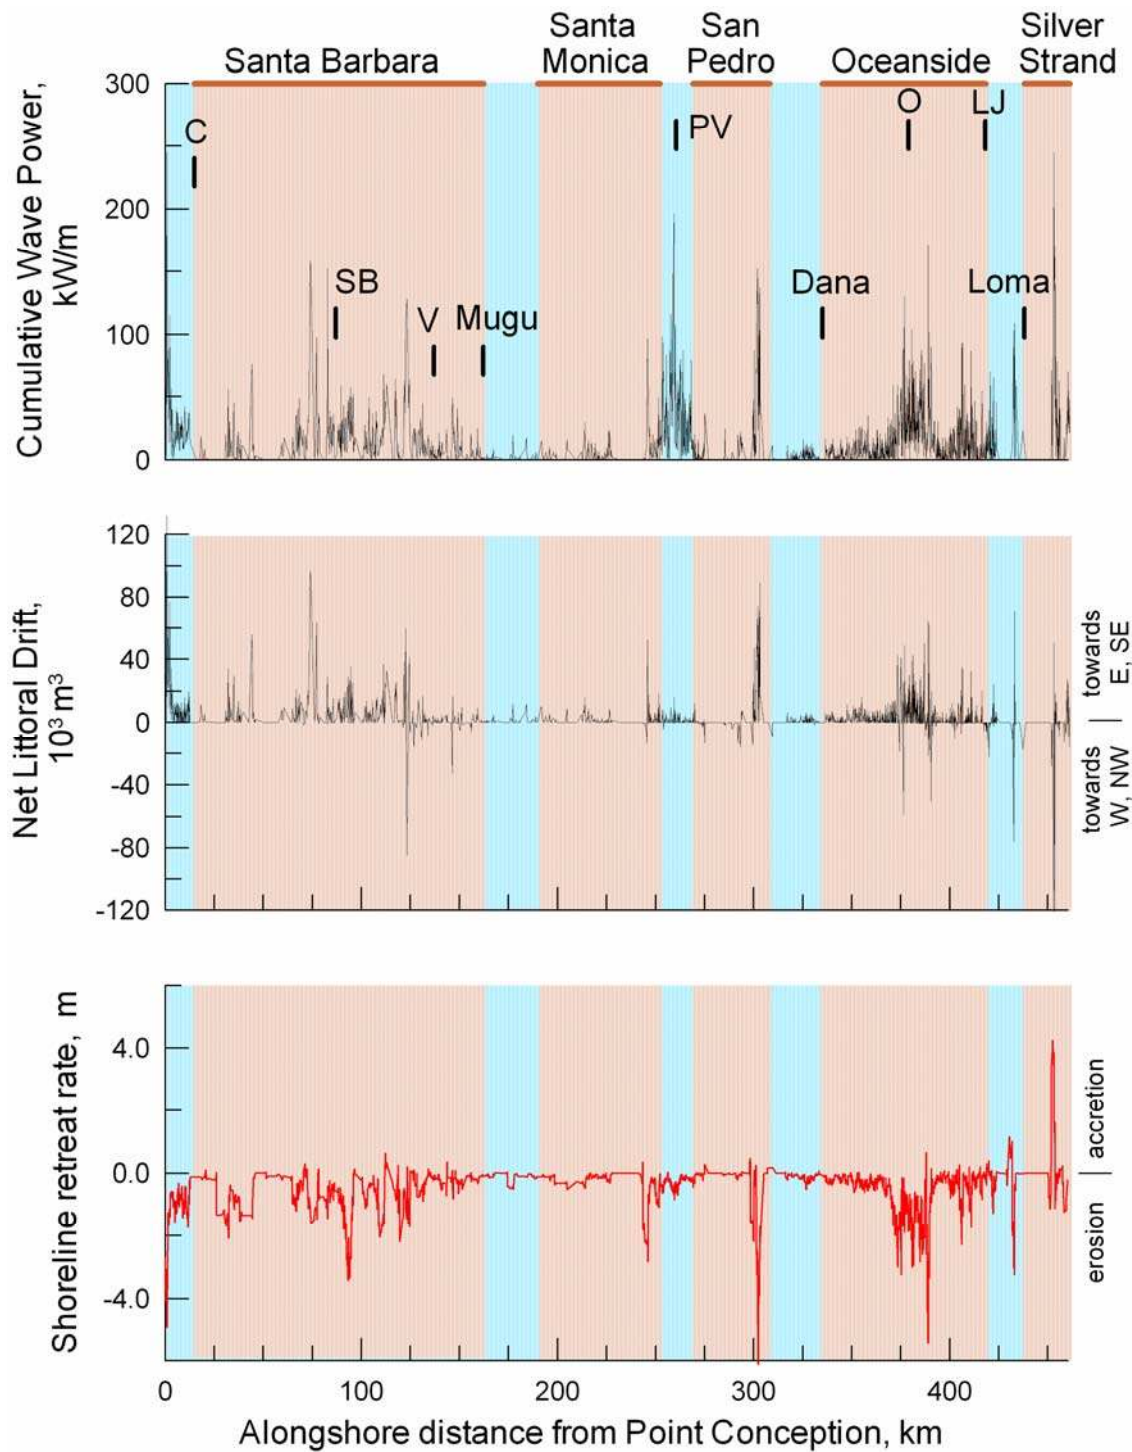 Santa Barbara
Santa
Monica
San
Pedro
Oceanside
Silver
Strand
Cumulative Wave Power,
kW/m
300
200
100
0
C
SB
V
Mugu
PV
Dana
O
LJ
Loma
Net Littoral Drift,
10³ m³
120
80
40
0
-40
-80
-120
towards
E, SE
towards
W, NW
Shoreline retreat rate, m
4.0
0.0
-4.0
accretion
erosion
0
100
200
300
400
Alongshore distance from Point Conception, km